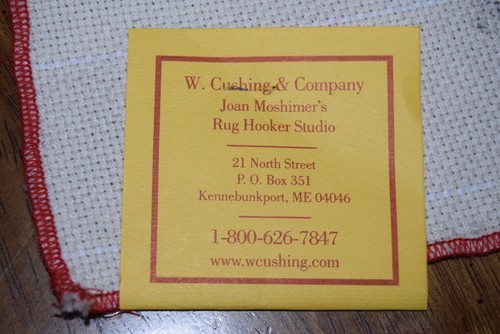 W. Cushing & Company
Joan Moshimer's
Rug Hooker Studio
21 North Street
P. O. Box 351
Kennebunkport, ME 04046
1-800-626-7847
www.wcushing.com